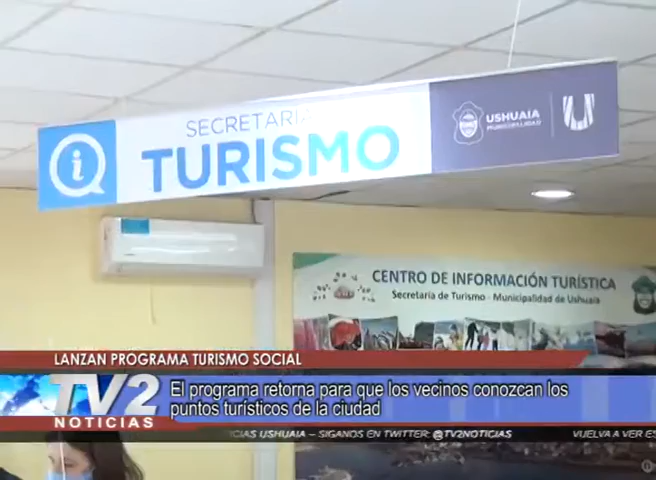 SECRETARÍA
TURISMO
USHUAIA
MUNICIPALIDAD
CENTRO DE INFORMACIÓN TURÍSTICA
Secretaría de Turismo - Municipalidad de Ushuaia
LANZAN PROGRAMA TURISMO SOCIAL
TV2
NOTICIAS
El programa retorna para que los vecinos conozcan los
puntos turísticos de la ciudad
USHUAIA - SIGANOS EN TWITTER: @TV2NOTICIAS VUELVA A VER